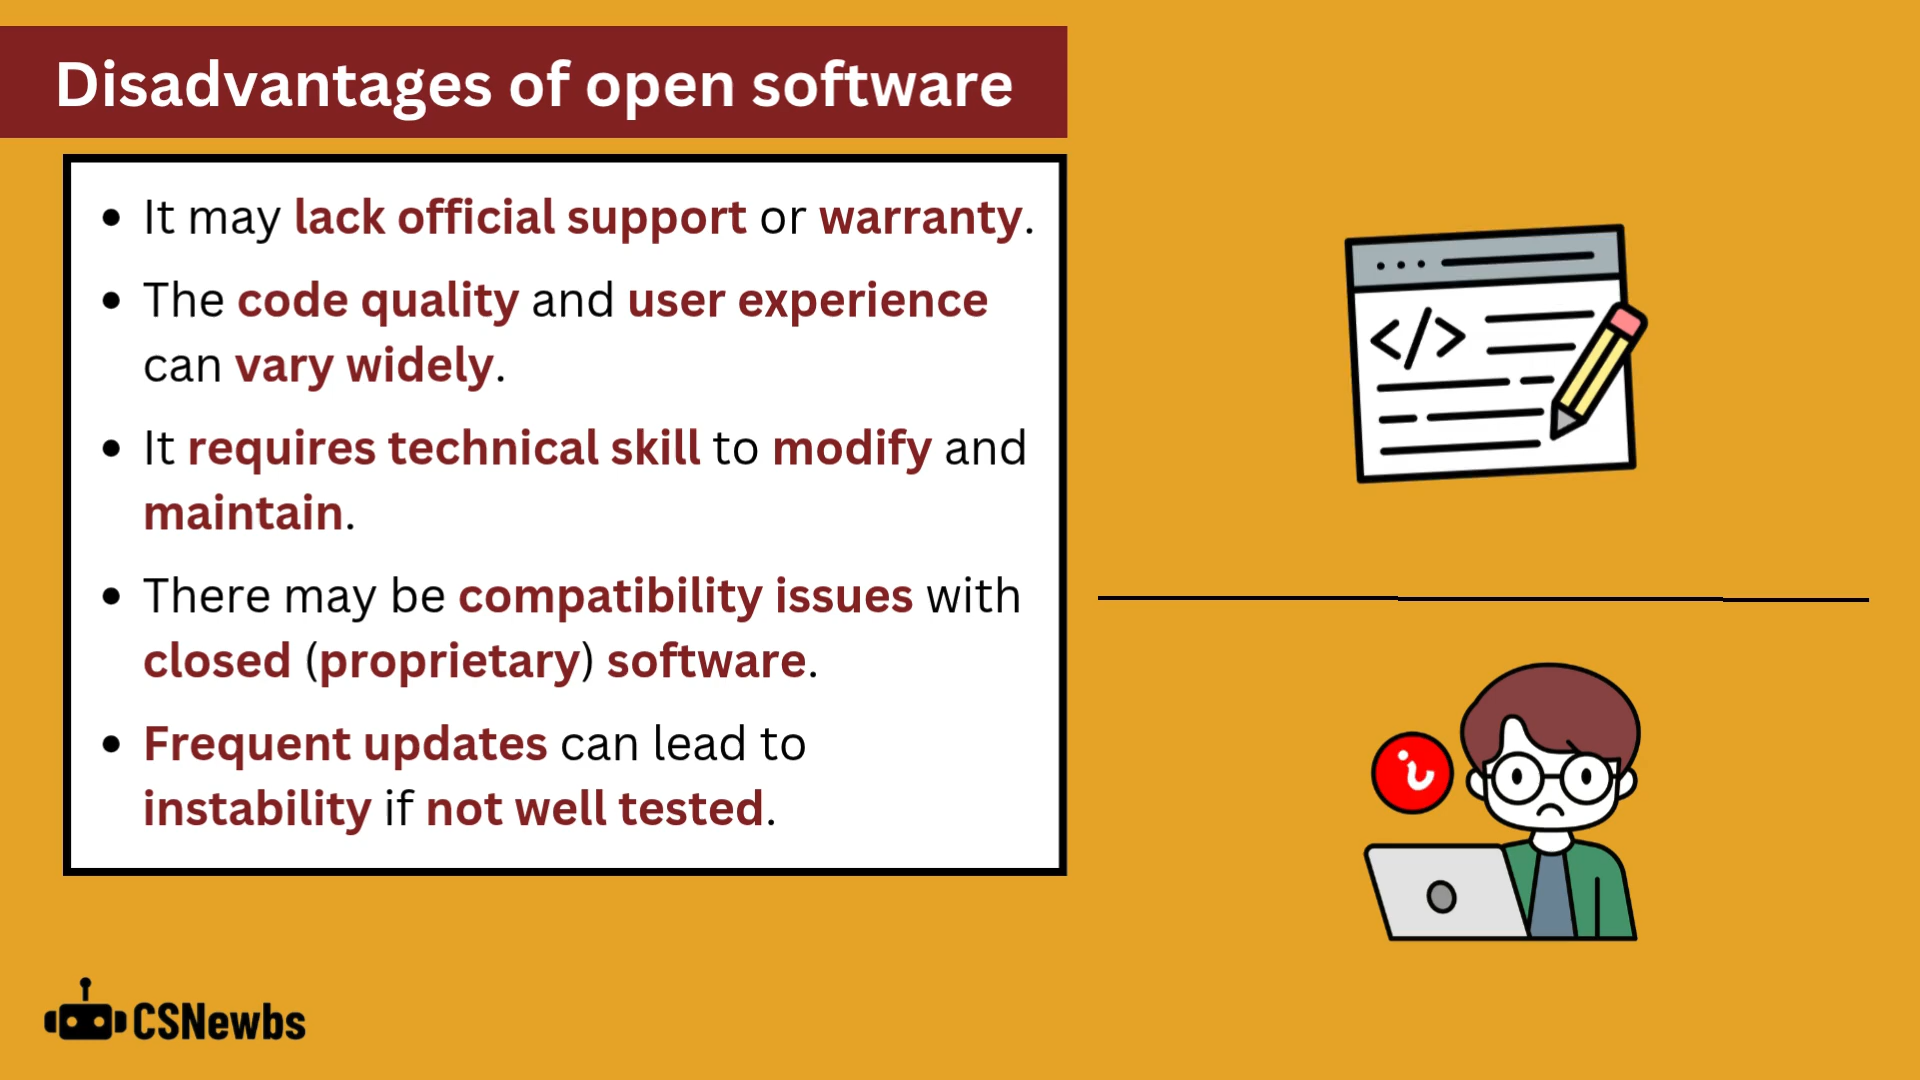 Disadvantages of open software
• It may lack official support or warranty.
• The code quality and user experience
can vary widely.
• It requires technical skill to modify and
maintain.
• There may be compatibility issues with
closed (proprietary) software.
• Frequent updates can lead to
instability if not well tested.
</>
CSNewbs